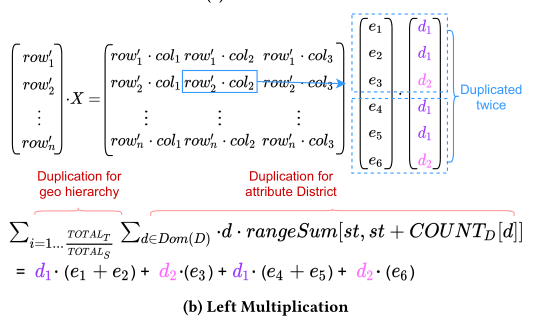 row′₁ row′₂ ⋮ row′ₙ · X = row′₁ · col₁ row′₁ · col₂ row′₁ · col₃
row′₂ · col₁ row′₂ · col₂ row′₂ · col₃
⋮ ⋮ ⋮
row′ₙ · col₁ row′ₙ · col₂ row′ₙ · col₃
e₁ d₁
e₂ d₁
e₃ d₂
·
e₄ d₁
e₅ d₁
e₆ d₂
Duplicated
twice
Duplication for
geo hierarchy
Duplication for
attribute District
∑ᵢ₌₁… TOTAL_T/TOTAL_S ∑_{d∈Dom(D)} ·d · rangeSum[st, st + COUNT_D[d]]
= d₁· (e₁ + e₂) + d₂·(e₃) + d₁· (e₄ + e₅) + d₂· (e₆)
(b) Left Multiplication